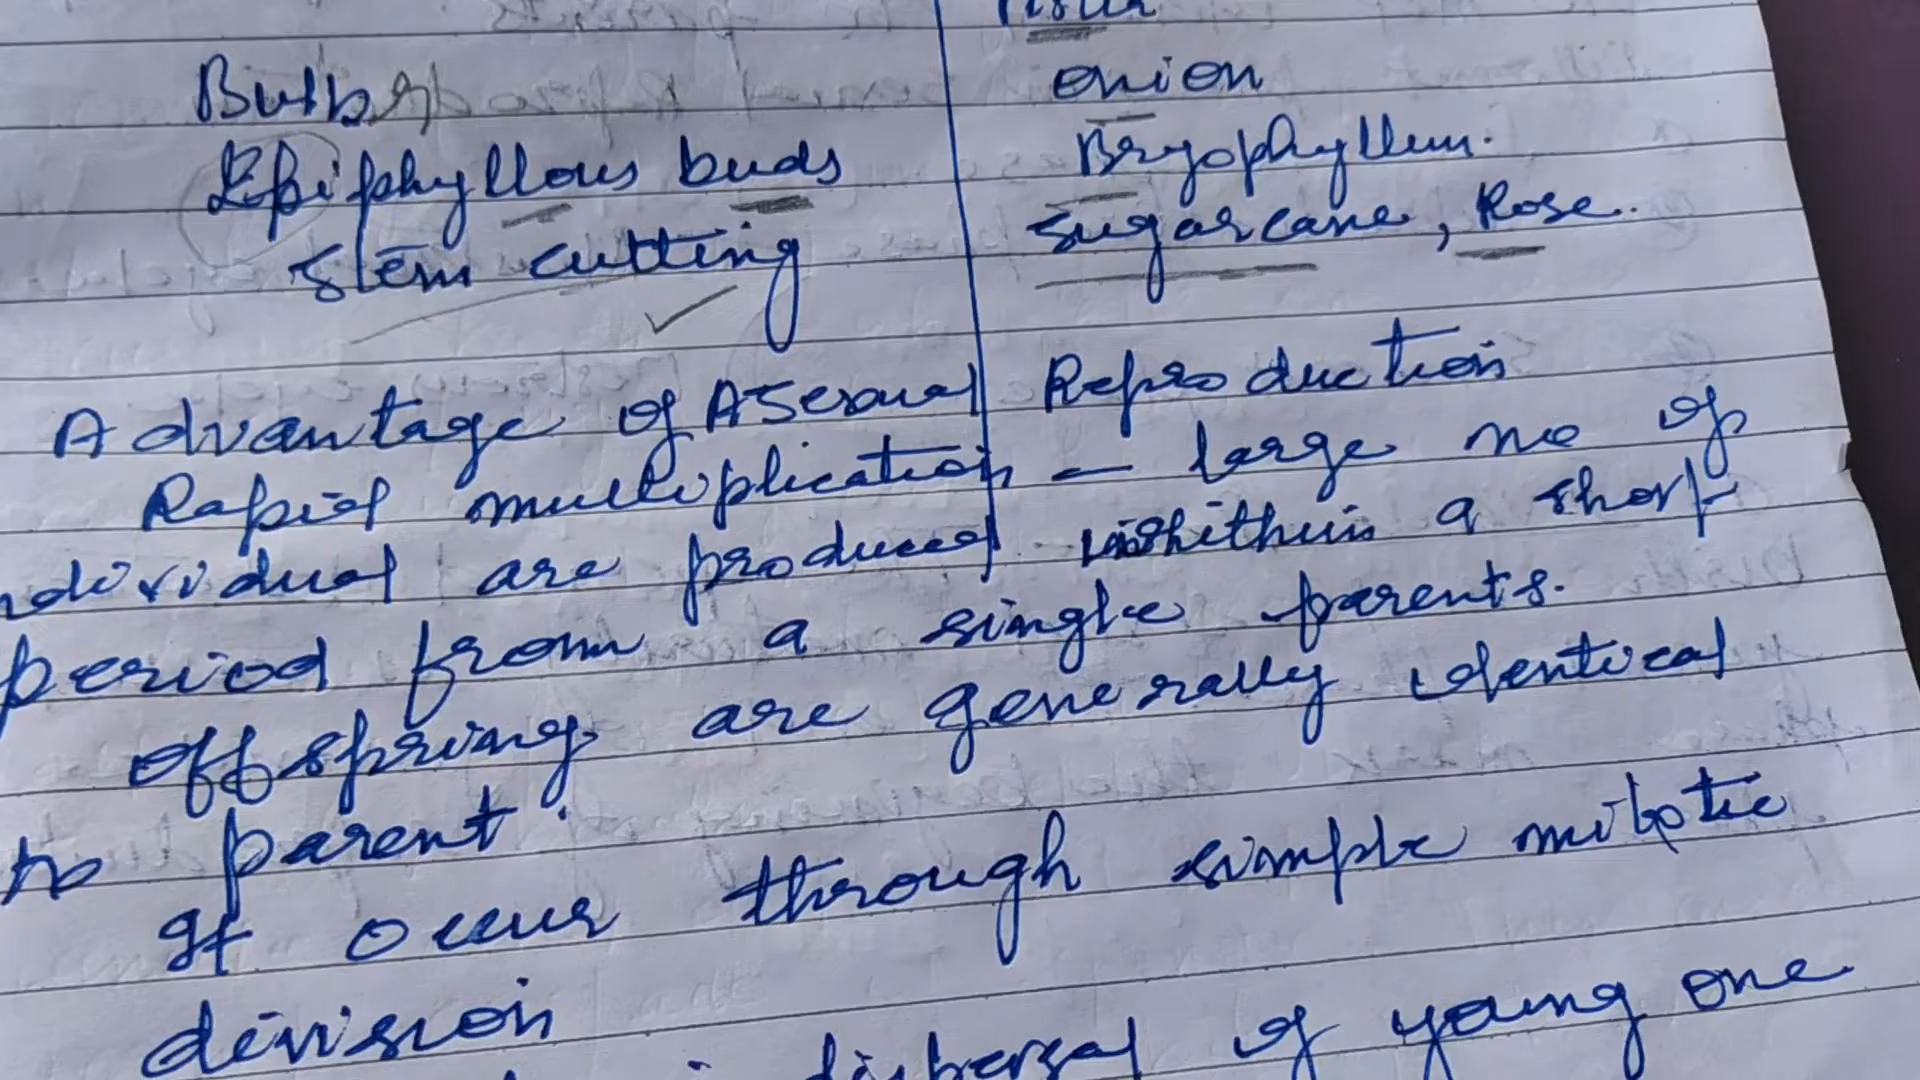 Bulbs onion
Epiphyllous buds Bryophyllum.
Stem cutting Sugarcane, Rose.
Advantage of ASexual Reproduction
Rapid multiplication — large no of
ndividual are produced a short
period from a single parents.
offspring are generally identical
to parent.
It occur through simple mitotic
division
dispersal of young one